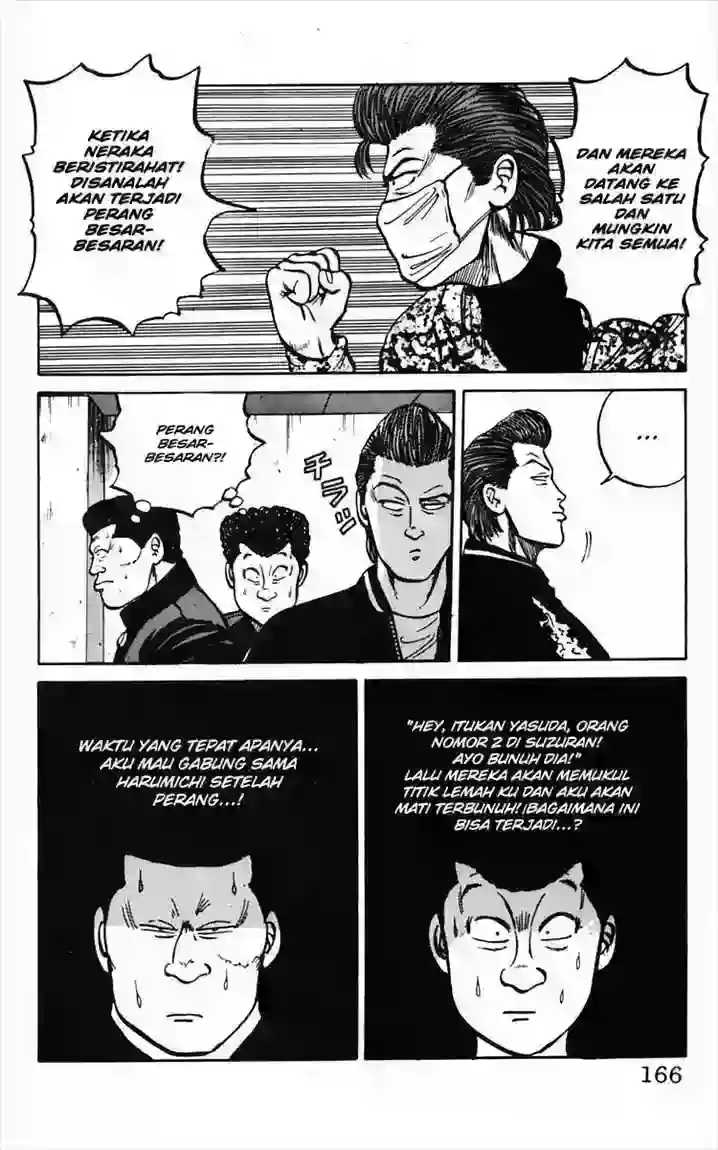 DAN MEREKA
AKAN
DATANG KE
SALAH SATU
DAN
MUNGKIN
KITA SEMUA!
KETIKA
NERAKA
BERISTIRAHAT!
DISANALAH
AKAN TERJADI
PERANG
BESAR-
BESARAN!
...
PERANG
BESAR-
BESARAN?!
チラッ
"HEY, ITUKAN YASUDA, ORANG
NOMOR 2 DI SUZURAN!
AYO BUNUH DIA!"
LALU MEREKA AKAN MEMUKUL
TITIK LEMAH KU DAN AKU AKAN
MATI TERBUNUH! ¡BAGAIMANA INI
BISA TERJADI...?
WAKTU YANG TEPAT APANYA...
AKU MAU GABUNG SAMA
HARUMICHI SETELAH
PERANG...!
166